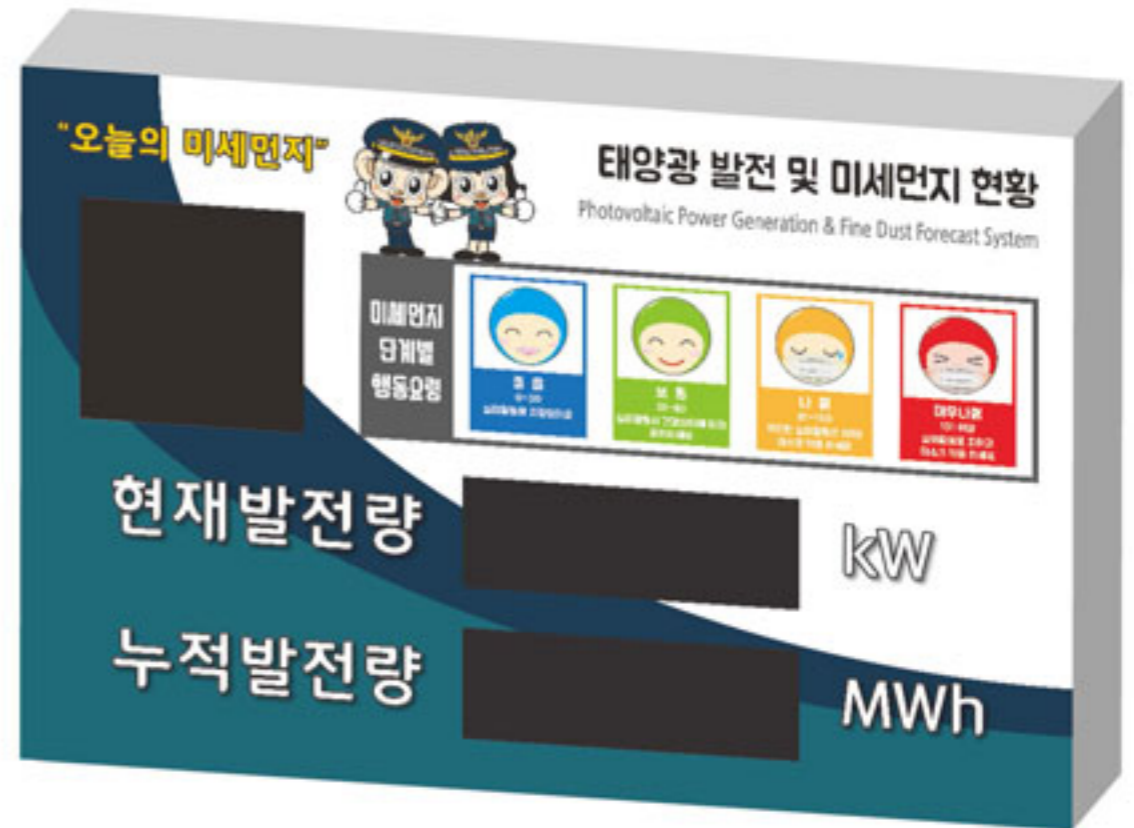 "오늘의 미세먼지"
태양광 발전 및 미세먼지 현황
Photovoltaic Power Generation & Fine Dust Forecast System
미세먼지
단계별
행동요령
좋음
보통
나쁨
매우나쁨
현재발전량
kW
누적발전량
MWh